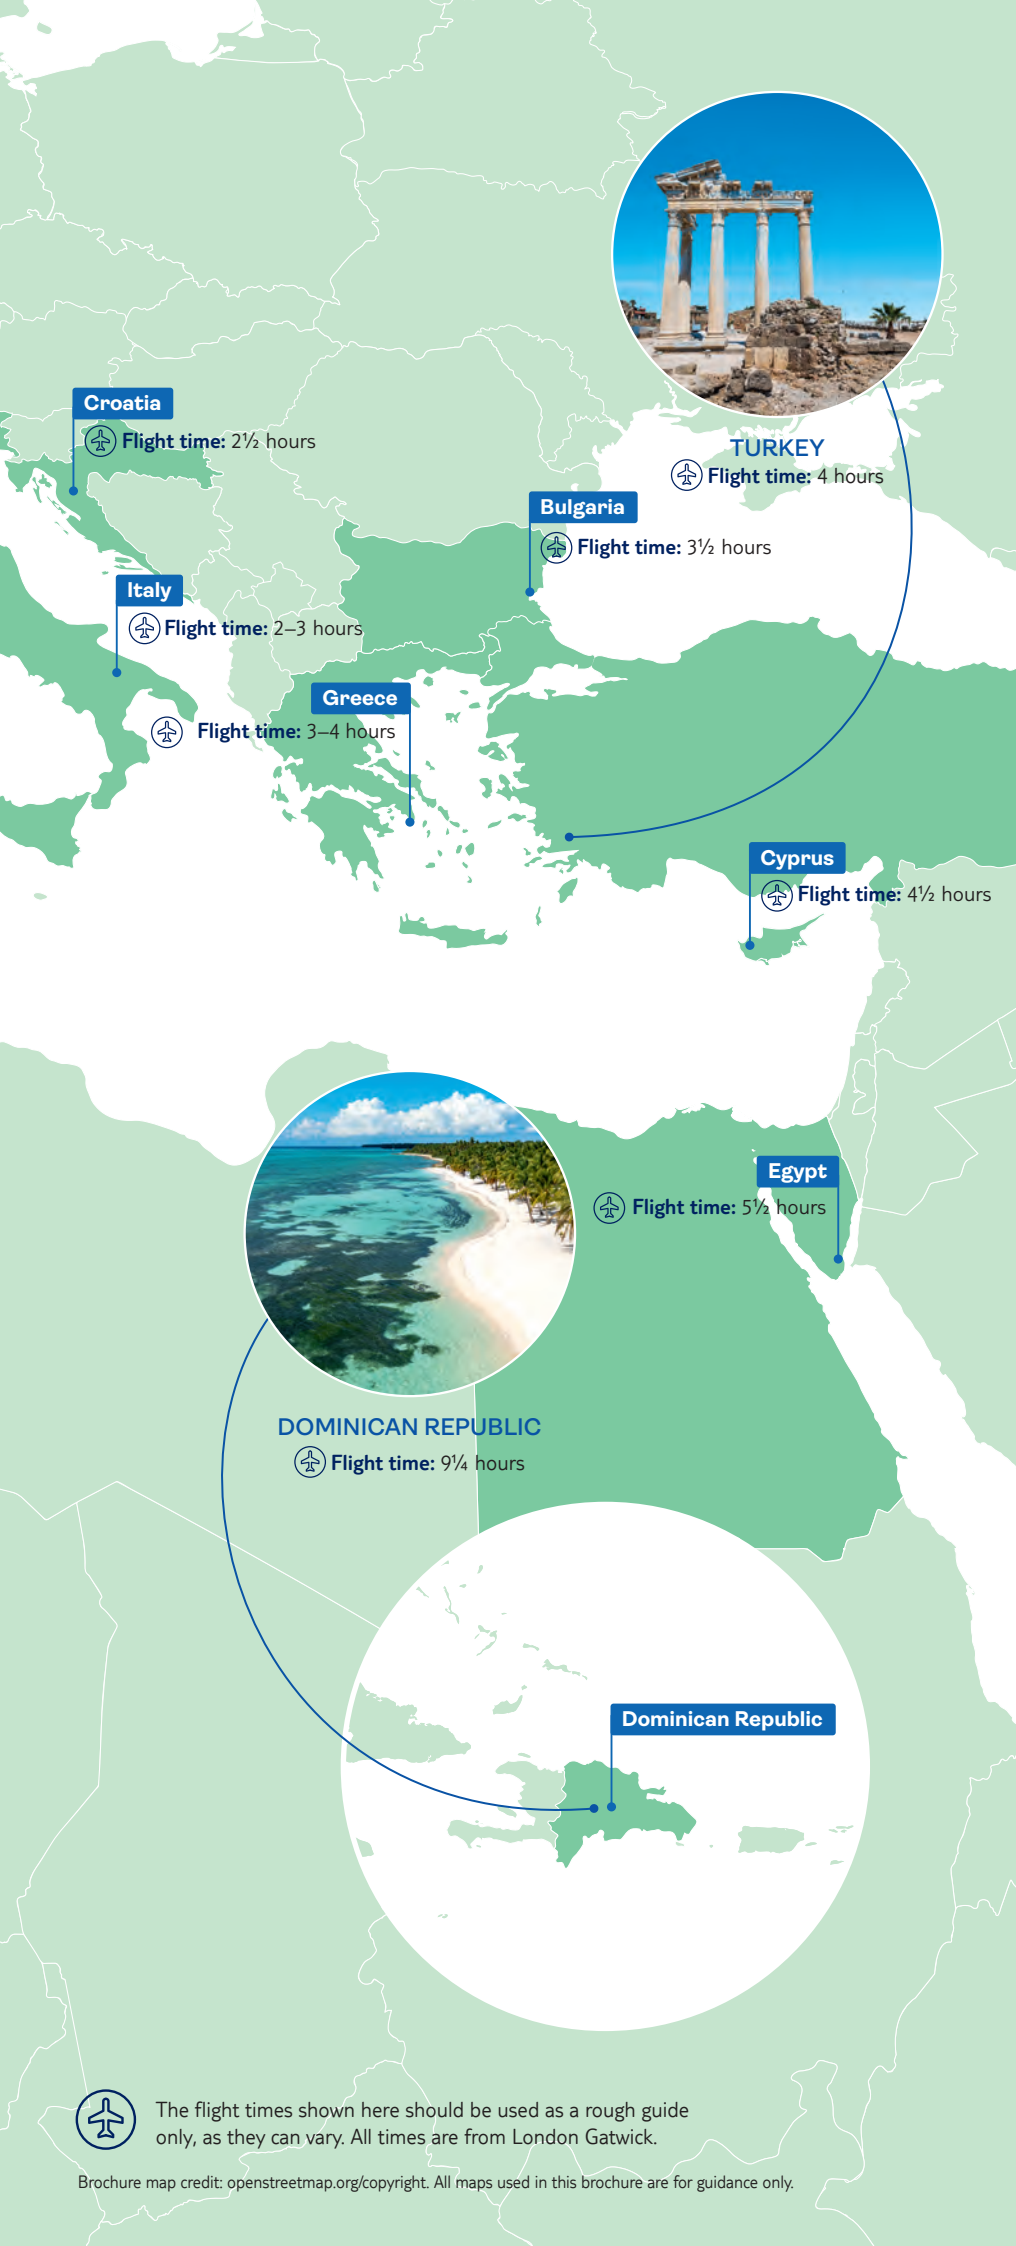 Croatia
Flight time: 2½ hours
TURKEY
Flight time: 4 hours
Bulgaria
Flight time: 3½ hours
Italy
Flight time: 2–3 hours
Greece
Flight time: 3–4 hours
Cyprus
Flight time: 4½ hours
Egypt
Flight time: 5½ hours
DOMINICAN REPUBLIC
Flight time: 9¼ hours
Dominican Republic
The flight times shown here should be used as a rough guide
only, as they can vary. All times are from London Gatwick.
Brochure map credit: openstreetmap.org/copyright. All maps used in this brochure are for guidance only.